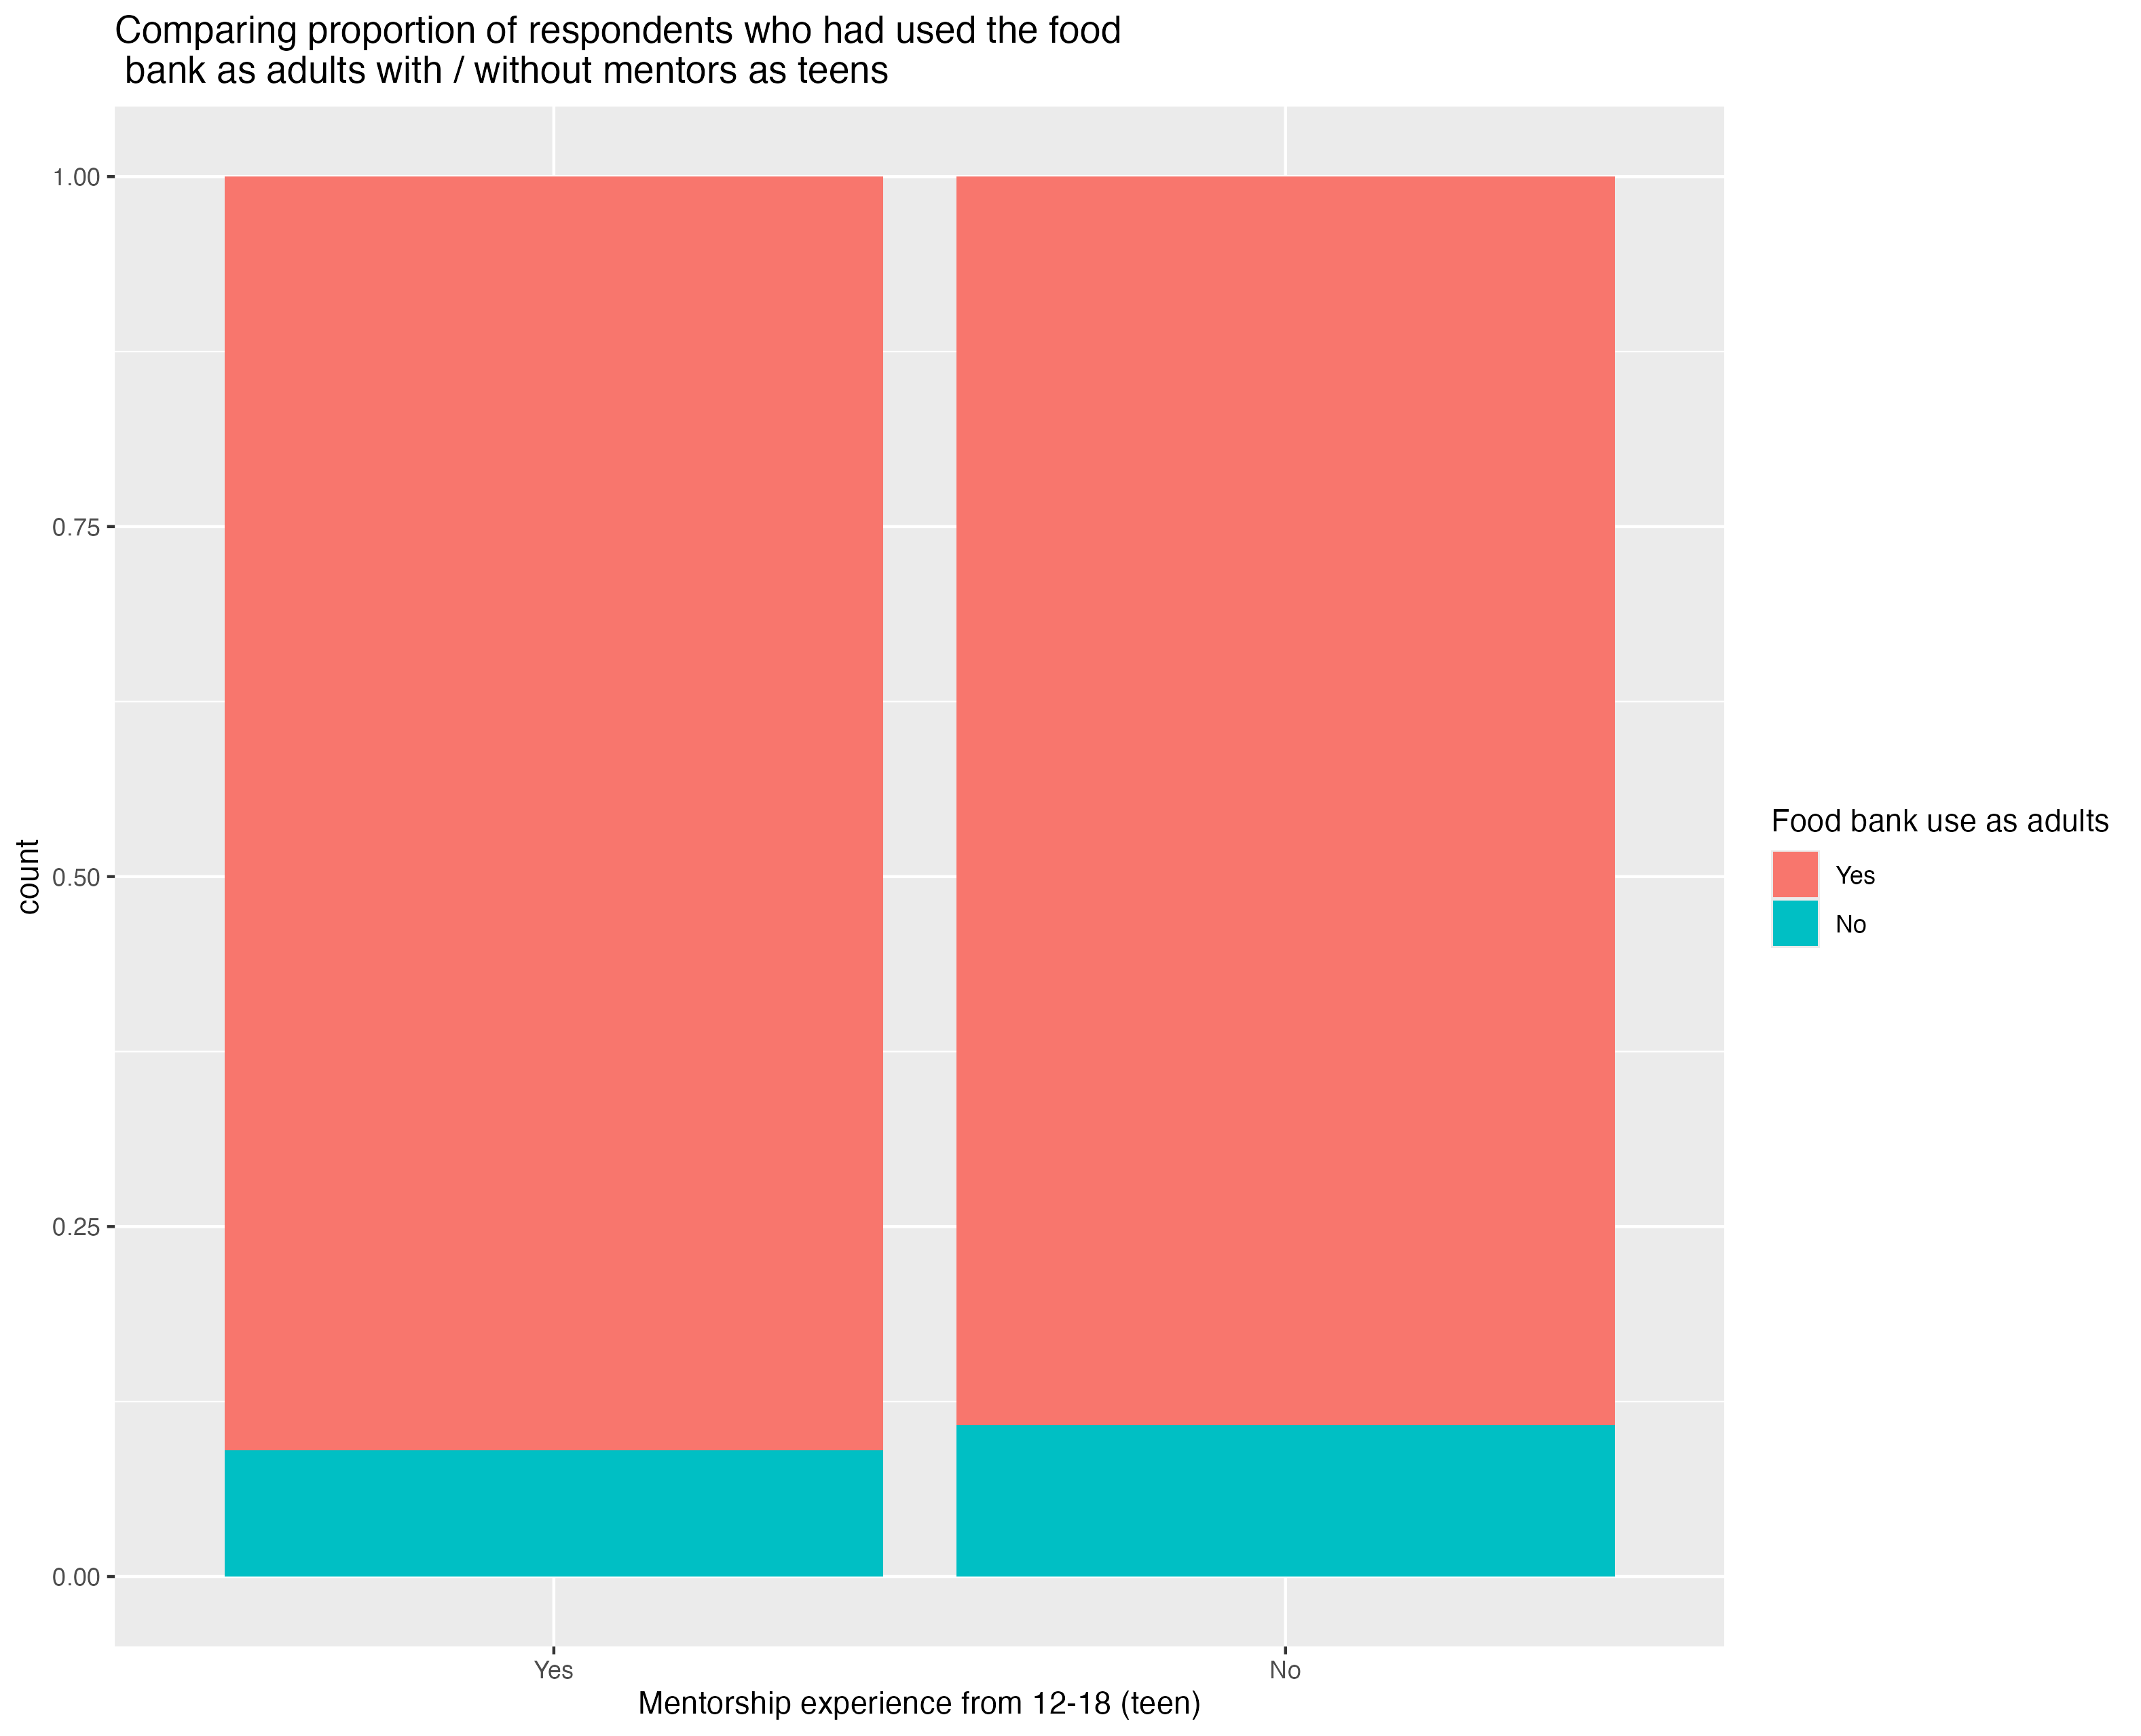 Comparing proportion of respondents who had used the food
bank as adults with / without mentors as teens
1.00
0.75
0.50
0.25
0.00
count
Yes
No
Mentorship experience from 12-18 (teen)
Food bank use as adults
Yes
No